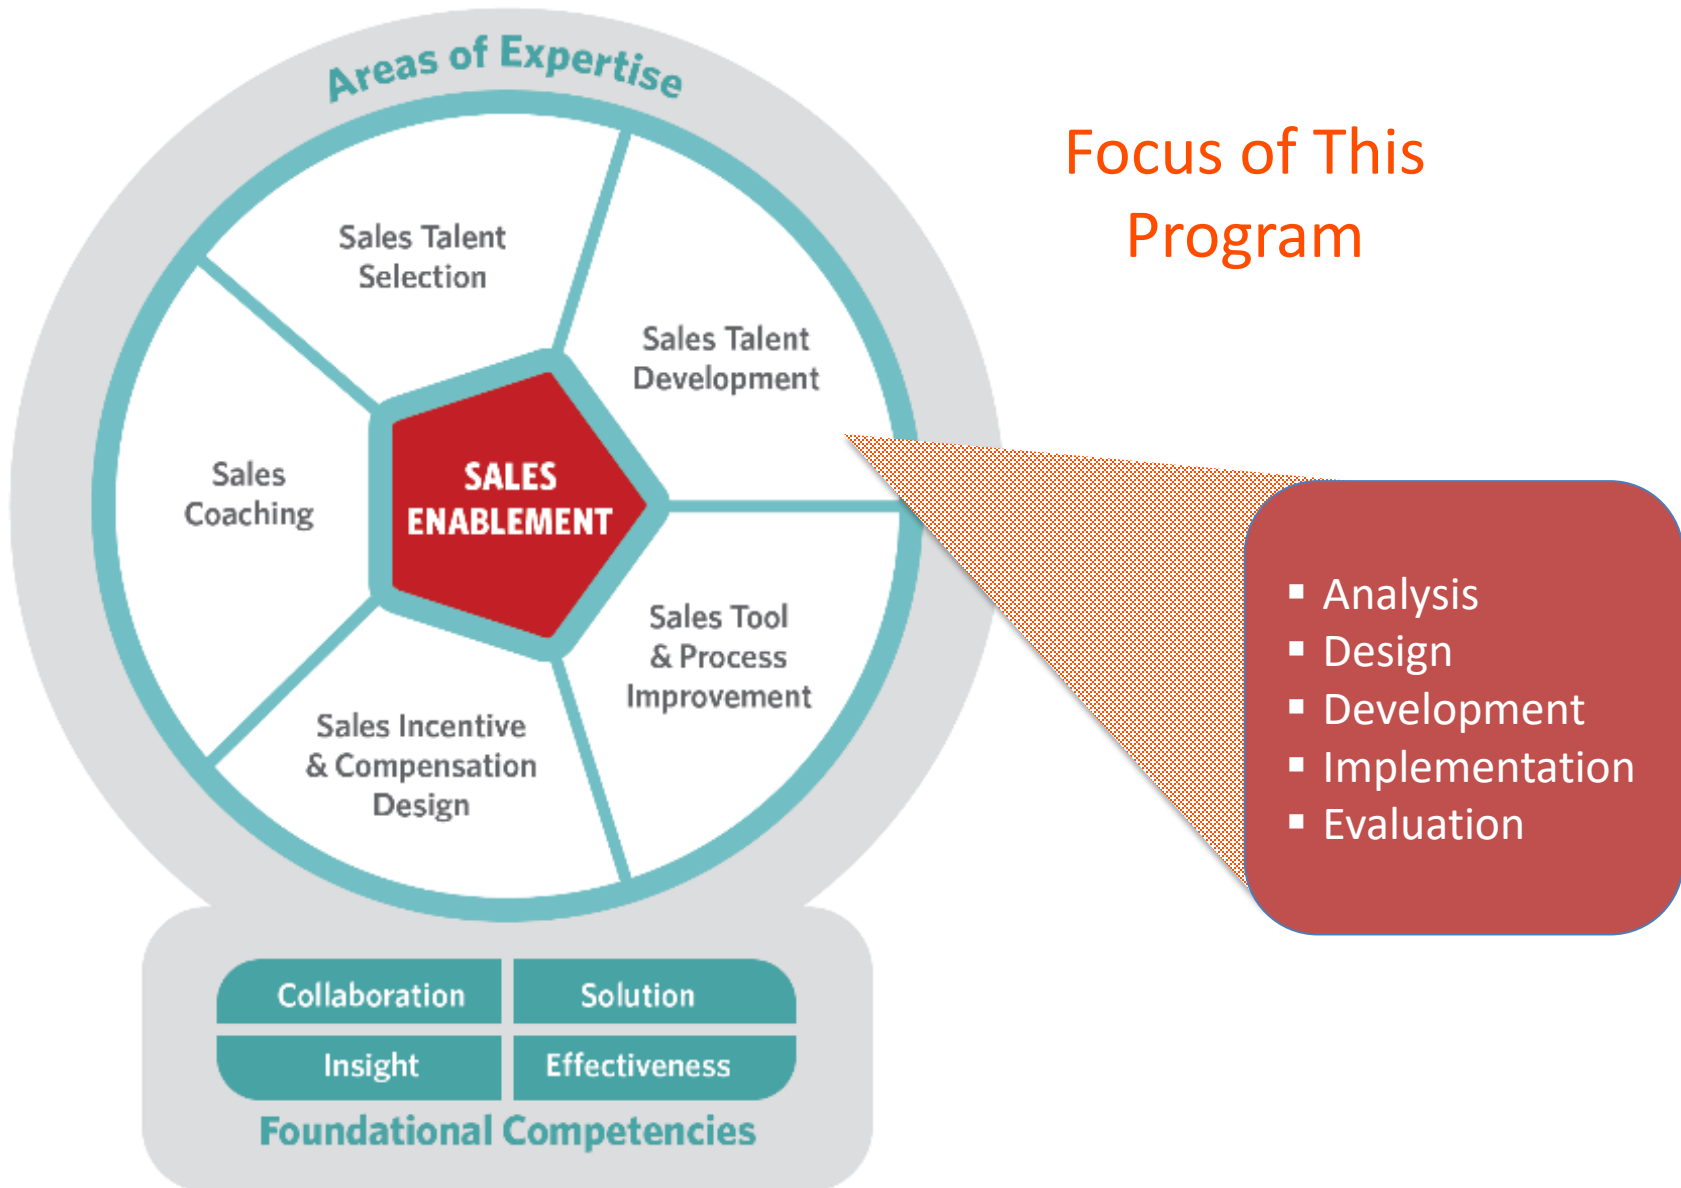 Areas of Expertise
Focus of This
Program
Sales Talent
Selection
Sales Talent
Development
Sales
Coaching
SALES
ENABLEMENT
Sales Tool
& Process
Improvement
Sales Incentive
& Compensation
Design
▪ Analysis
▪ Design
▪ Development
▪ Implementation
▪ Evaluation
Collaboration
Solution
Insight
Effectiveness
Foundational Competencies